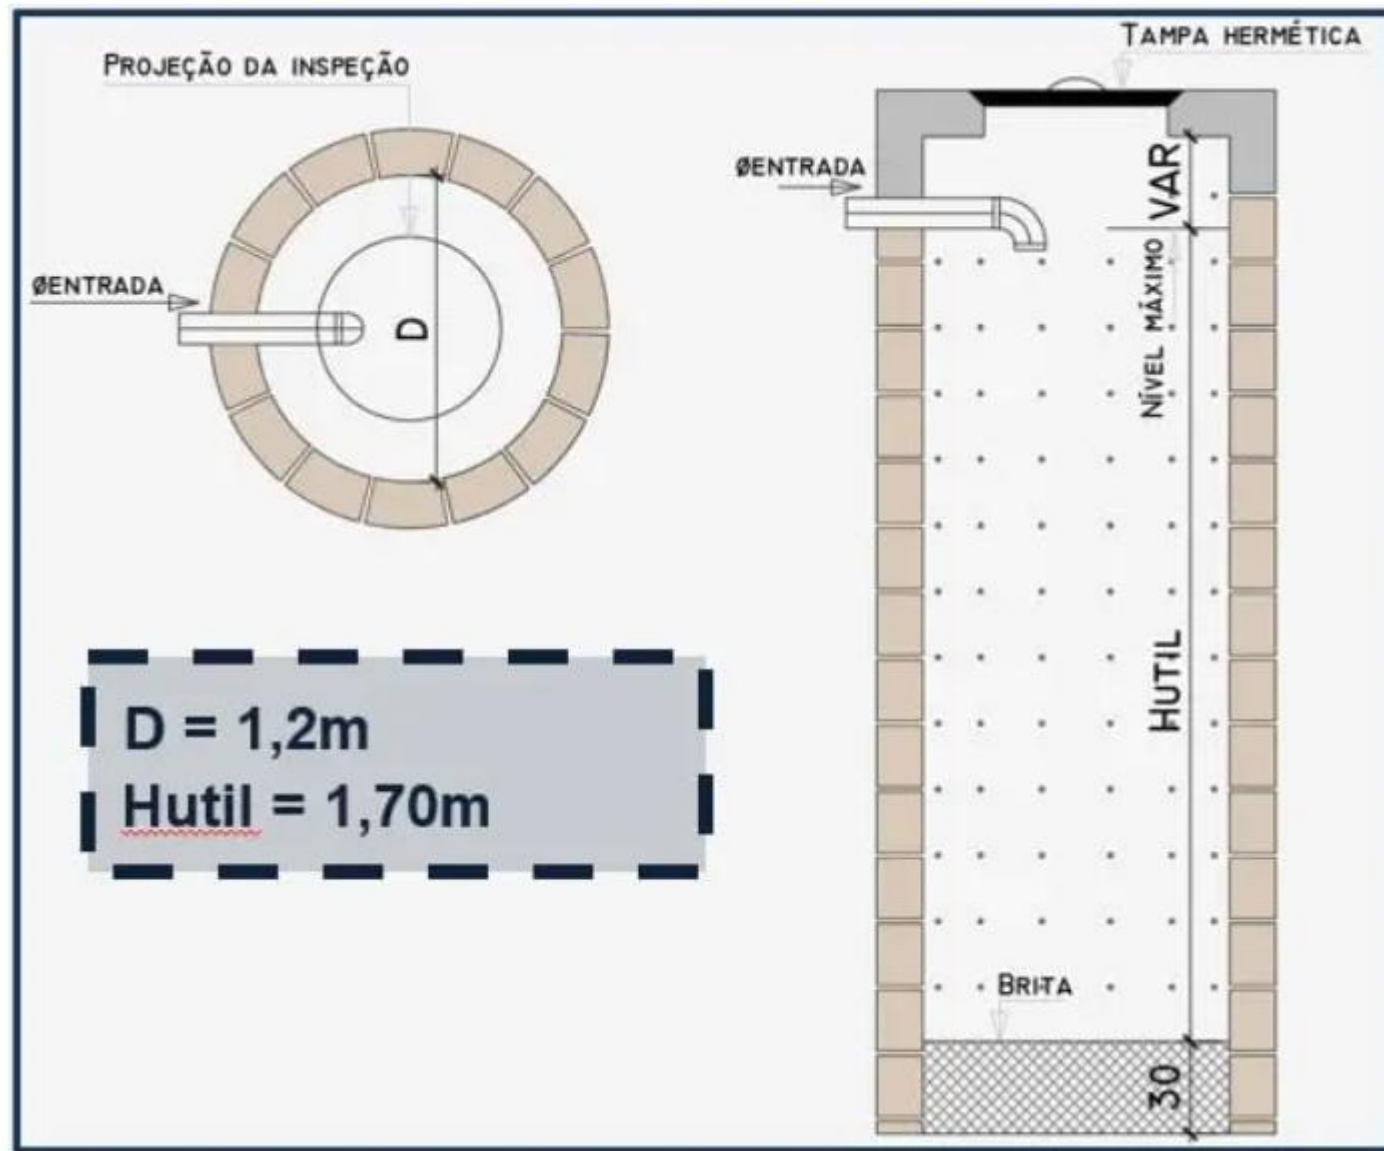 PROJEÇÃO DA INSPEÇÃO
ØENTRADA
D
D = 1,2m
Hutil = 1,70m
TAMPA HERMÉTICA
ØENTRADA
VAR
NÍVEL MÁXIMO
HUTIL
BRITA
30